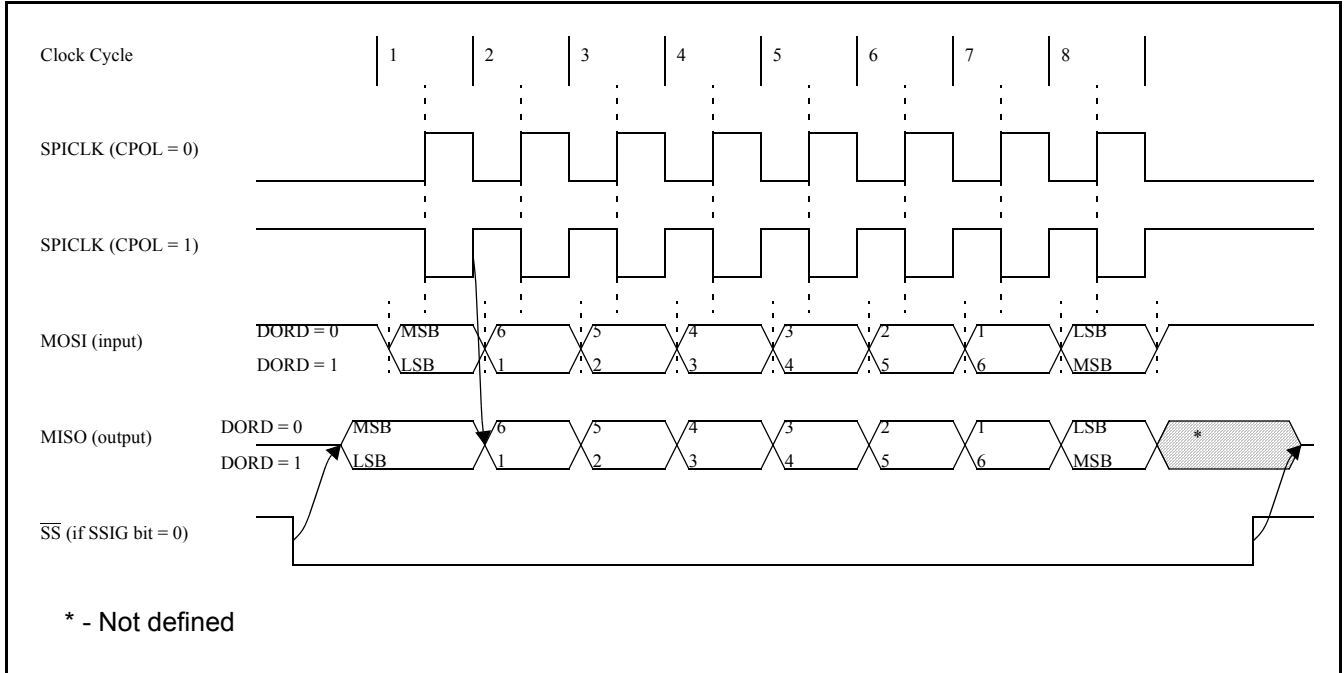 Clock Cycle 1 2 3 4 5 6 7 8
SPICLK (CPOL = 0)
SPICLK (CPOL = 1)
DORD = 0 MSB 6 5 4 3 2 1 LSB
MOSI (input)
DORD = 1 LSB 1 2 3 4 5 6 MSB
DORD = 0 MSB 6 5 4 3 2 1 LSB *
MISO (output)
DORD = 1 LSB 1 2 3 4 5 6 MSB
S̅S̅ (if SSIG bit = 0)
* - Not defined